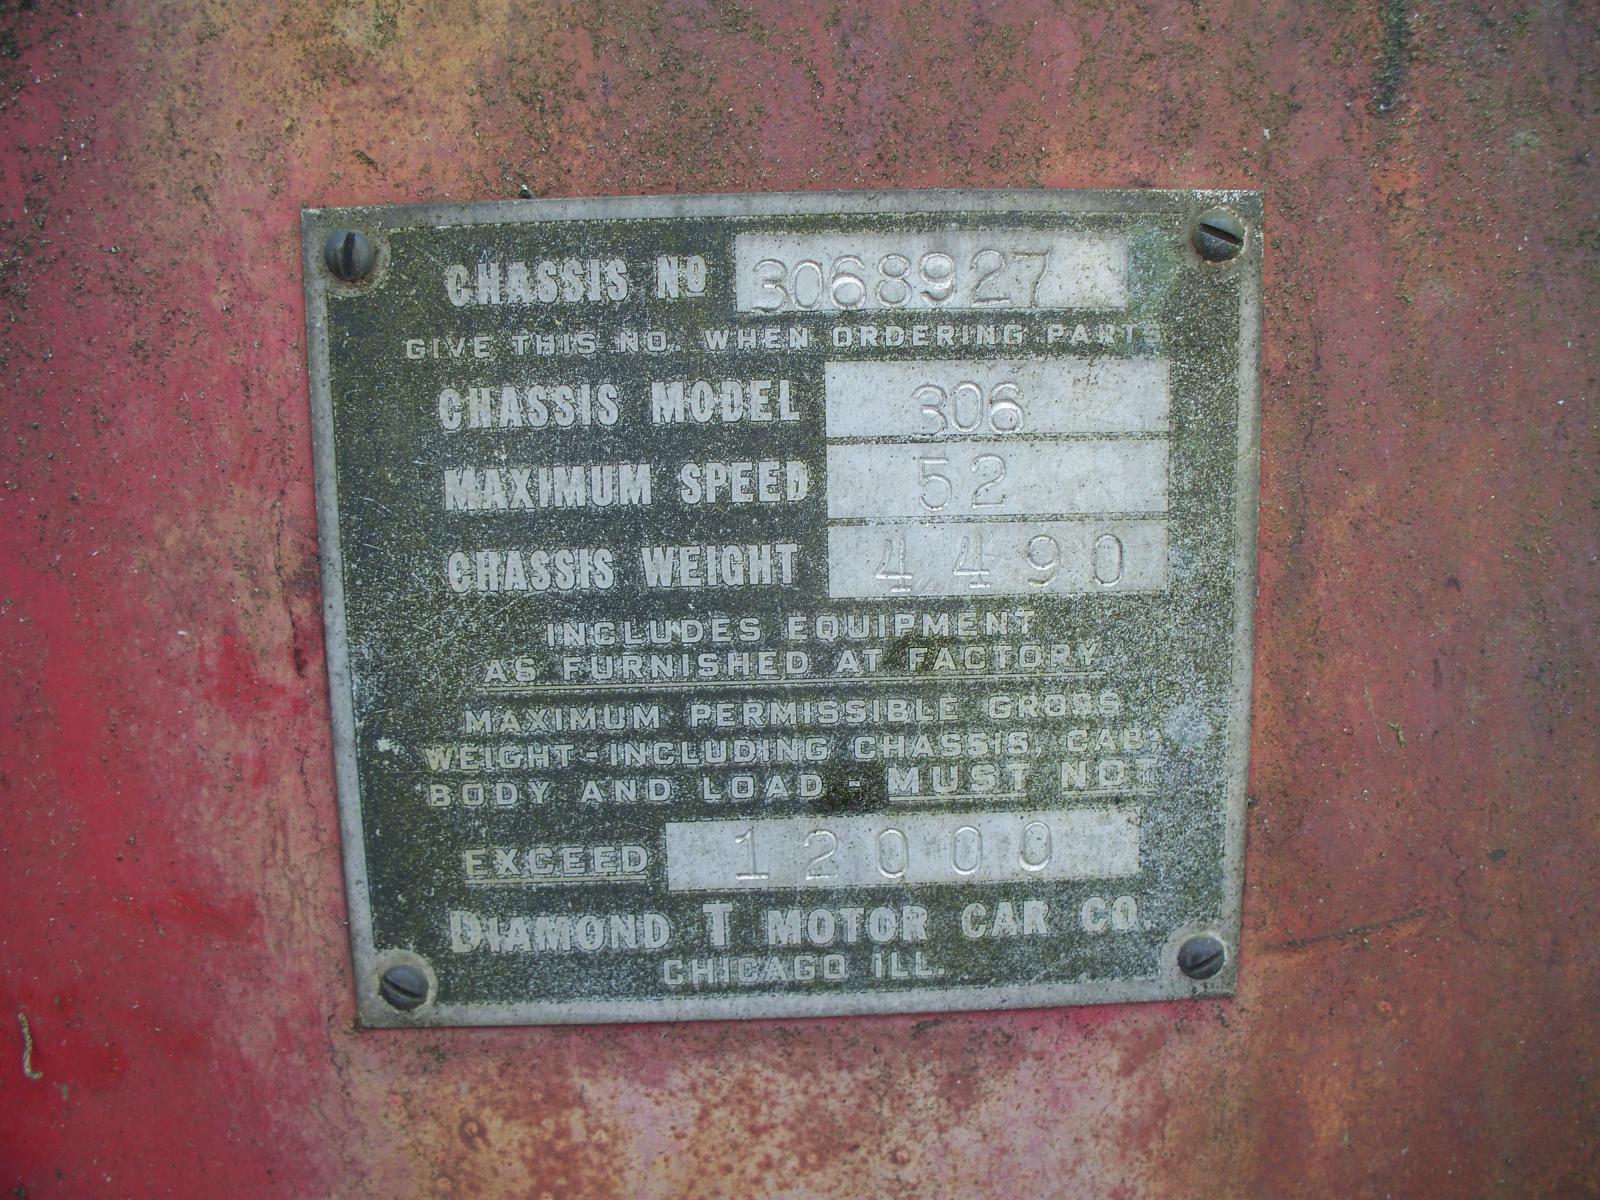 CHASSIS NO 3068927
GIVE THIS NO. WHEN ORDERING PARTS
CHASSIS MODEL 306
MAXIMUM SPEED 52
CHASSIS WEIGHT 4490
INCLUDES EQUIPMENT
AS FURNISHED AT FACTORY
MAXIMUM PERMISSIBLE GROSS
WEIGHT-INCLUDING CHASSIS, CAB,
BODY AND LOAD - MUST NOT
EXCEED 12000
DIAMOND T MOTOR CAR CO.
CHICAGO ILL.